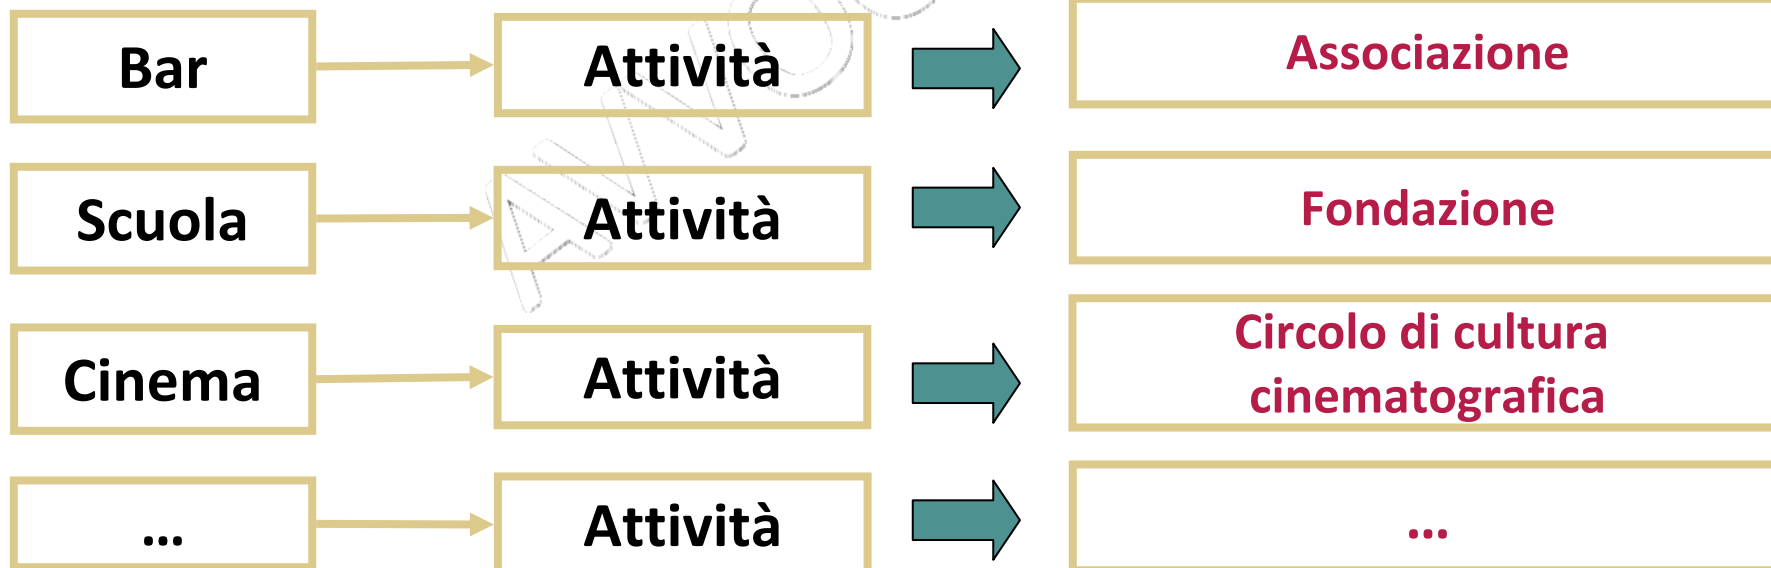 Bar Attività Associazione
Scuola Attività Fondazione
Cinema Attività Circolo di cultura
cinematografica
... Attività ...